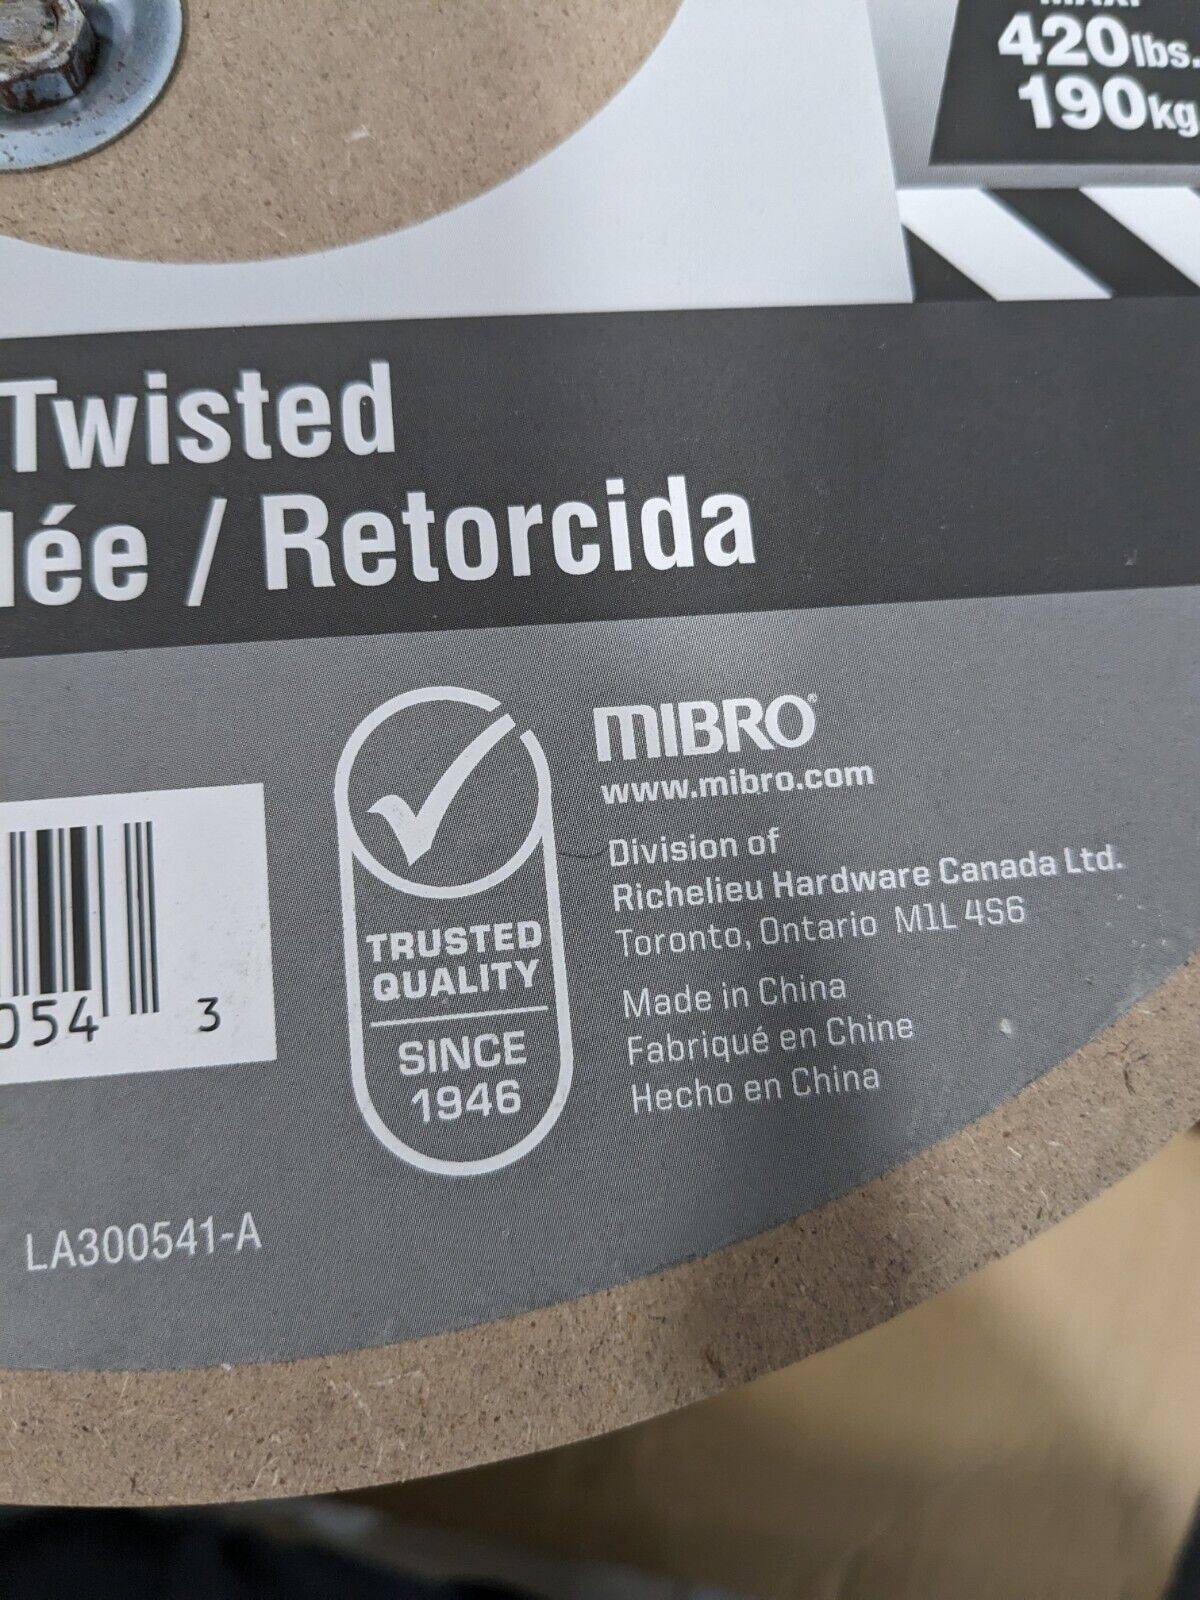 420lbs.
190kg
Twisted
lée / Retorcida
MIBRO®
www.mibro.com
Division of
Richelieu Hardware Canada Ltd.
Toronto, Ontario M1L 4S6
Made in China
Fabriqué en Chine
Hecho en China
TRUSTED
QUALITY
SINCE
1946
054 3
LA300541-A